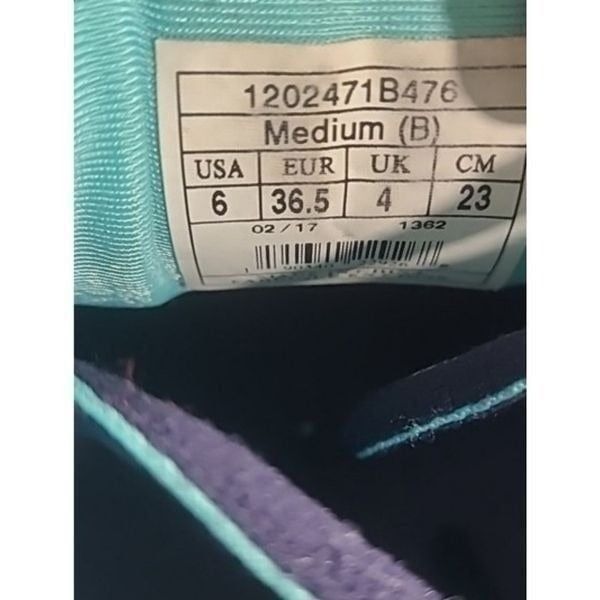 1202471B476
Medium (B)
USA EUR UK CM
6 36.5 4 23
02/17 1362